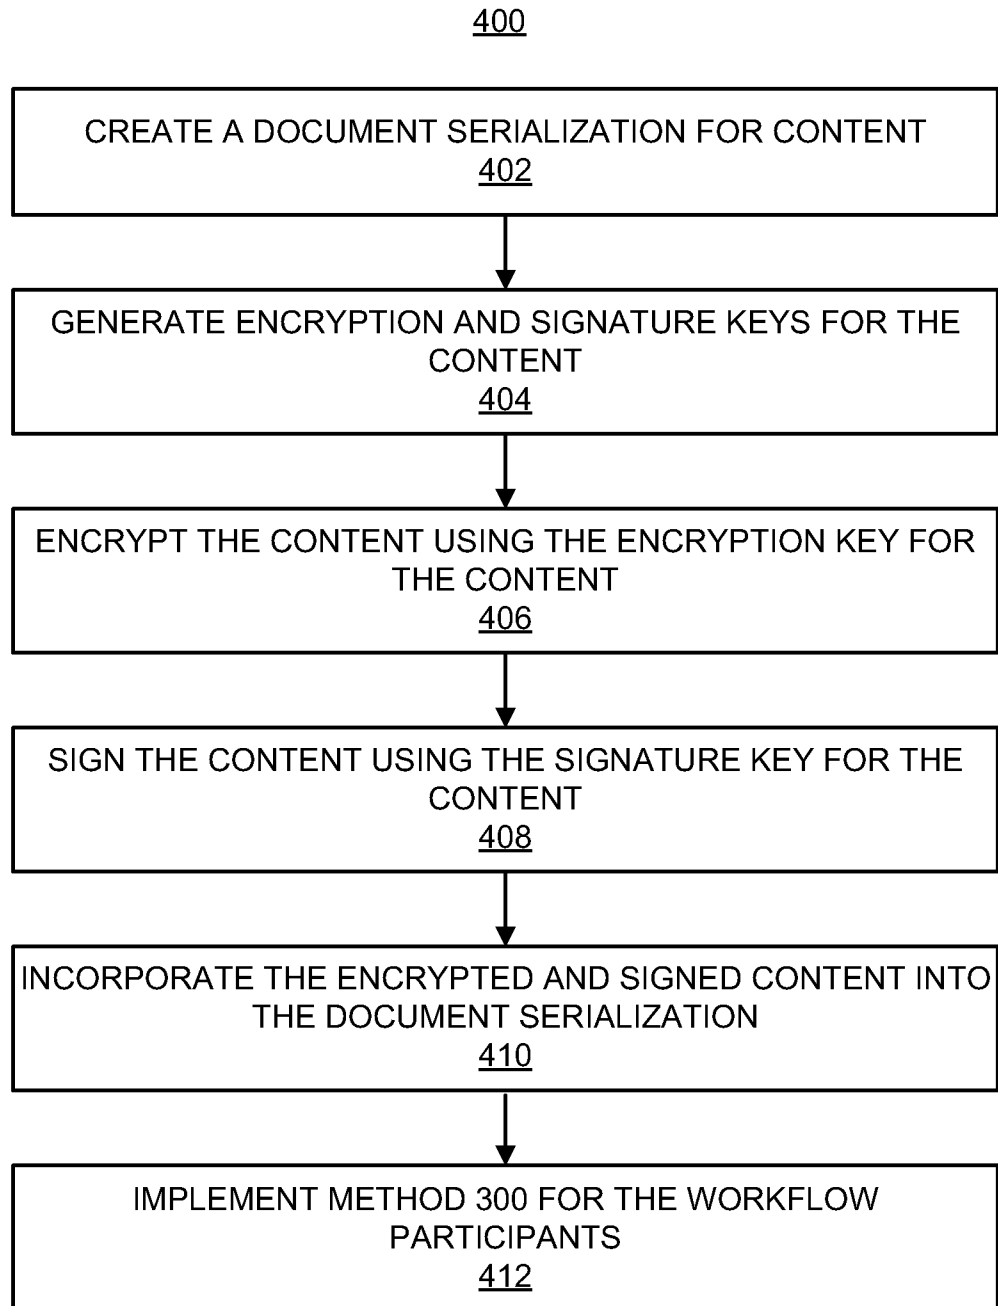 400
CREATE A DOCUMENT SERIALIZATION FOR CONTENT
402
GENERATE ENCRYPTION AND SIGNATURE KEYS FOR THE
CONTENT
404
ENCRYPT THE CONTENT USING THE ENCRYPTION KEY FOR
THE CONTENT
406
SIGN THE CONTENT USING THE SIGNATURE KEY FOR THE
CONTENT
408
INCORPORATE THE ENCRYPTED AND SIGNED CONTENT INTO
THE DOCUMENT SERIALIZATION
410
IMPLEMENT METHOD 300 FOR THE WORKFLOW
PARTICIPANTS
412